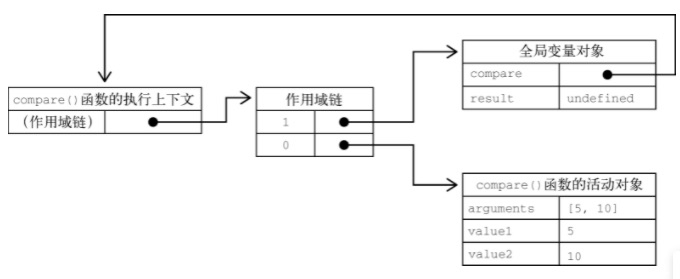 全局变量对象
compare
result undefined
compare()函数的执行上下文
(作用域链)
作用域链
1
0
compare()函数的活动对象
arguments [5, 10]
value1 5
value2 10